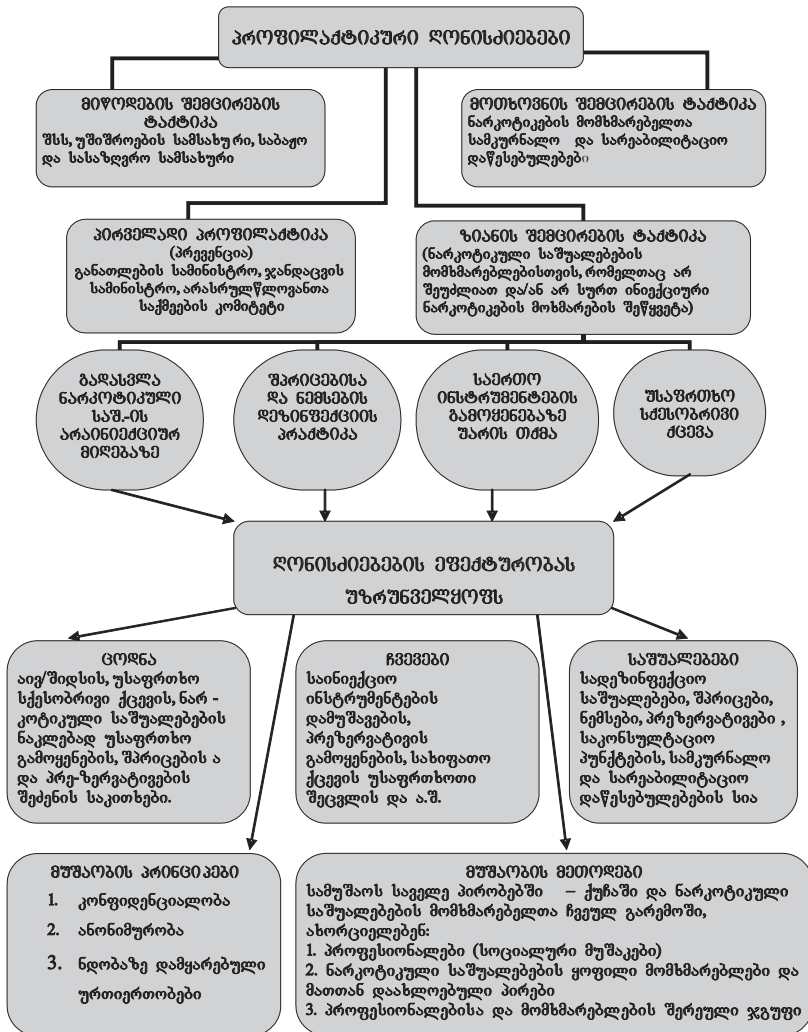 პროფილაქტიკური ღონისძიებები
მიწოდების შემცირების
ტაქტიკა
შსს, უშიშროების სამსახური, საბაჟო
და სასაზღვრო სამსახური
მოთხოვნის შემცირების ტაქტიკა
ნარკოტიკების მომხმარებელთა
სამკურნალო და სარეაბილიტაციო
დაწესებულებები
პირველადი პროფილაქტიკა
(პრევენცია)
განათლების სამინისტრო, ჯანდაცვის
სამინისტრო, არასრულწლოვანთა
საქმეების კომიტეტი
ზიანის შემცირების ტაქტიკა
(ნარკოტიკული საშუალებების
მომხმარებლებისთვის, რომელთაც არ
შეუძლიათ და/ან არ სურთ ინიექციური
ნარკოტიკების მოხმარების შეწყვეტა)
გადასვლა
ნარკოტიკული
საშ.-ის
არაინიექციურ
მიღებაზე
შპრიცებისა
და ნემსების
დეზინფექციის
პრაქტიკა
საერთო
ინსტრუმენტების
გამოყენებაზე
უარის თქმა
უსაფრთხო
სქესობრივი
ქცევა
ღონისძიებების ეფექტურობას
უზრუნველყოფს
ცოდნა
აივ/შიდსის, უსაფრთხო
სქესობრივი ქცევის, ნარ -
კოტიკული საშუალებების
ნაკლებად უსაფრთხო
გამოყენების, შპრიცების ა
და პრე-ზერვატივების
შეძენის საკითხები.
ჩვევები
საინიექციო
ინსტრუმენტების
დამუშავების,
პრეზერვატივის
გამოყენების, სახიფათო
ქცევის უსაფრთხოთი
შეცვლის და ა.შ.
საშუალებები
სადეზინფექციო
საშუალებები, შპრიცები,
ნემსები, პრეზერვატივები ,
საკონსულტაციო
პუნქტების, სამკურნალო
და სარეაბილიტაციო
დაწესებულებების სია
მუშაობის პრინციპები
1. კონფიდენციალობა
2. ანონიმურობა
3. ნდობაზე დამყარებული
ურთიერთობები
მუშაობის მეთოდები
სამუშაოს საველე პირობებში – ქუჩაში და ნარკოტიკული
საშუალებების მომხმარებელთა ჩვეულ გარემოში,
ახორციელებენ:
1. პროფესიონალები (სოციალური მუშაკები)
2. ნარკოტიკული საშუალებების ყოფილი მომხმარებლები და
მათთან დაახლოებული პირები
3. პროფესიონალებისა და მომხმარებლების შერეული ჯგუფი